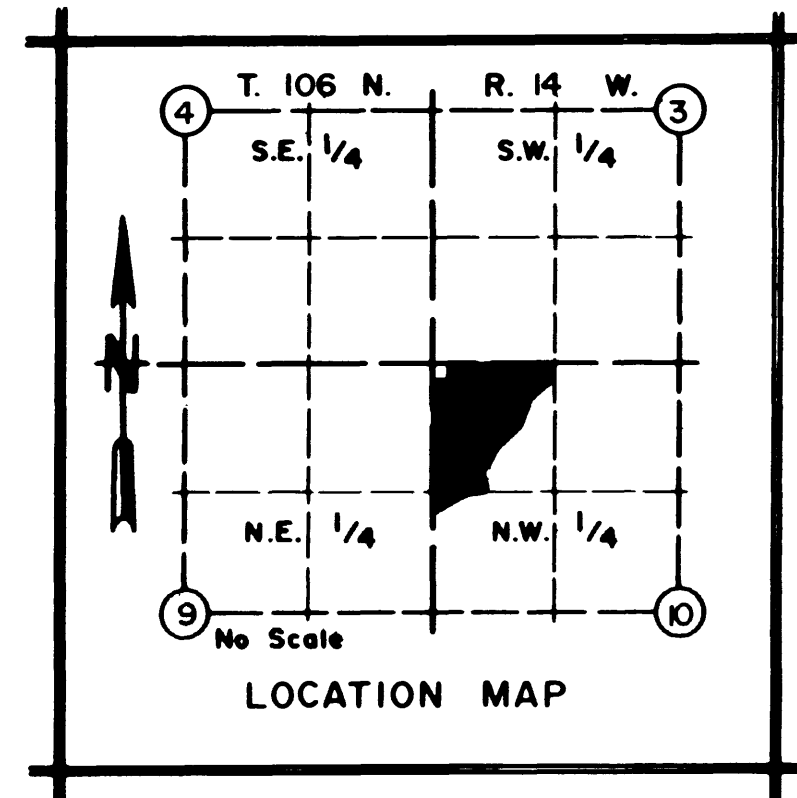 T. 106 N. R. 14 W.
4 3
S.E. 1/4 S.W. 1/4
N
N.E. 1/4 N.W. 1/4
9 10
No Scale
LOCATION MAP